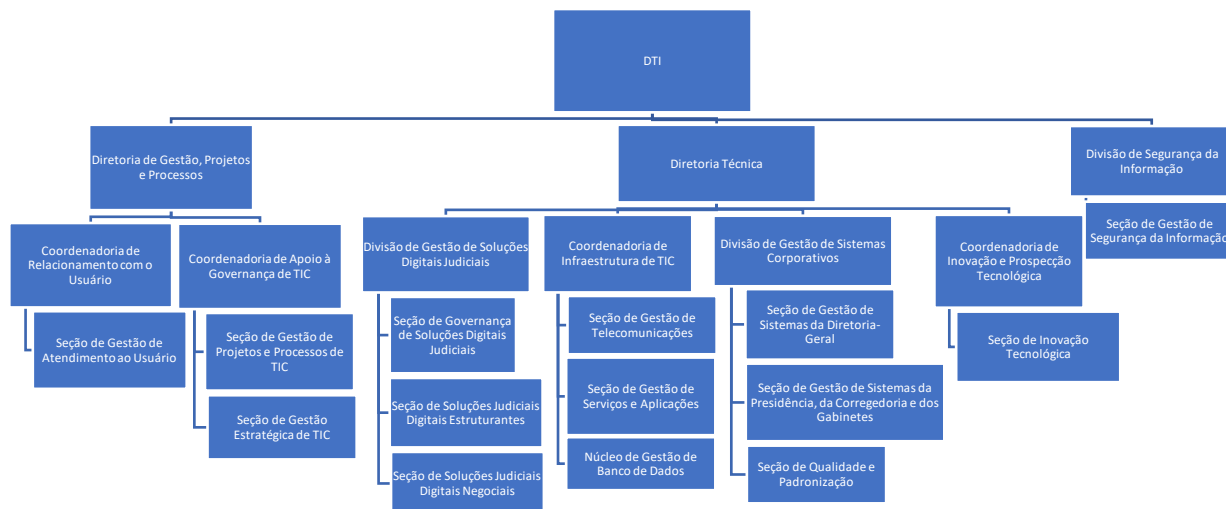 DTI
Diretoria de Gestão, Projetos
e Processos
Diretoria Técnica
Divisão de Segurança da
Informação
Seção de Gestão de
Segurança da Informação
Coordenadoria de
Relacionamento com o
Usuário
Seção de Gestão de
Atendimento ao Usuário
Coordenadoria de Apoio à
Governança de TIC
Seção de Gestão de
Projetos e Processos de
TIC
Seção de Gestão
Estratégica de TIC
Divisão de Gestão de Soluções
Digitais Judiciais
Seção de Governança
de Soluções Digitais
Judiciais
Seção de Soluções Judiciais
Digitais Estruturantes
Seção de Soluções Judiciais
Digitais Negociais
Coordenadoria de
Infraestrutura de TIC
Seção de Gestão de
Telecomunicações
Seção de Gestão de
Serviços e Aplicações
Núcleo de Gestão de
Banco de Dados
Divisão de Gestão de Sistemas
Corporativos
Seção de Gestão de
Sistemas da Diretoria-
Geral
Seção de Gestão de Sistemas da
Presidência, da Corregedoria e dos
Gabinetes
Seção de Qualidade e
Padronização
Coordenadoria de
Inovação e Prospecção
Tecnológica
Seção de Inovação
Tecnológica